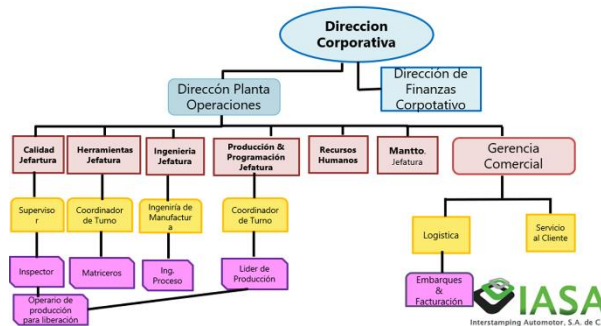 Direccion
Corporativa
Direccón Planta
Operaciones
Dirección de
Finanzas
Corpotativo
Calidad
Jefartura
Herramientas
Jefatura
Ingenieria
Jefatura
Producción &
Programación
Jefatura
Recursos
Humanos
Mantto.
Jefatura
Gerencia
Comercial
Superviso
r
Coordinador
de Turno
Ingeniría de
Manufactur
a
Coordinador
de Turno
Logistica
Servicio
al Cliente
Inspector
Matriceros
Ing.
Proceso
Lider de
Producción
Embarques
&
Facturación
Operario de
producción
para liberación
IASA
Interstamping Automotor, S.A. de C.